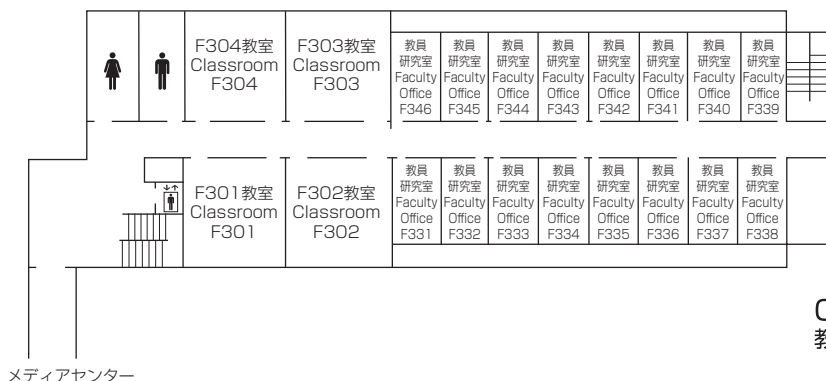 F304教室
Classroom
F304
F303教室
Classroom
F303
教員
研究室
Faculty
Office
F346
教員
研究室
Faculty
Office
F345
教員
研究室
Faculty
Office
F344
教員
研究室
Faculty
Office
F343
教員
研究室
Faculty
Office
F342
教員
研究室
Faculty
Office
F341
教員
研究室
Faculty
Office
F340
教員
研究室
Faculty
Office
F339
F301教室
Classroom
F301
F302教室
Classroom
F302
教員
研究室
Faculty
Office
F331
教員
研究室
Faculty
Office
F332
教員
研究室
Faculty
Office
F333
教員
研究室
Faculty
Office
F334
教員
研究室
Faculty
Office
F335
教員
研究室
Faculty
Office
F336
教員
研究室
Faculty
Office
F337
教員
研究室
Faculty
Office
F338
メディアセンター